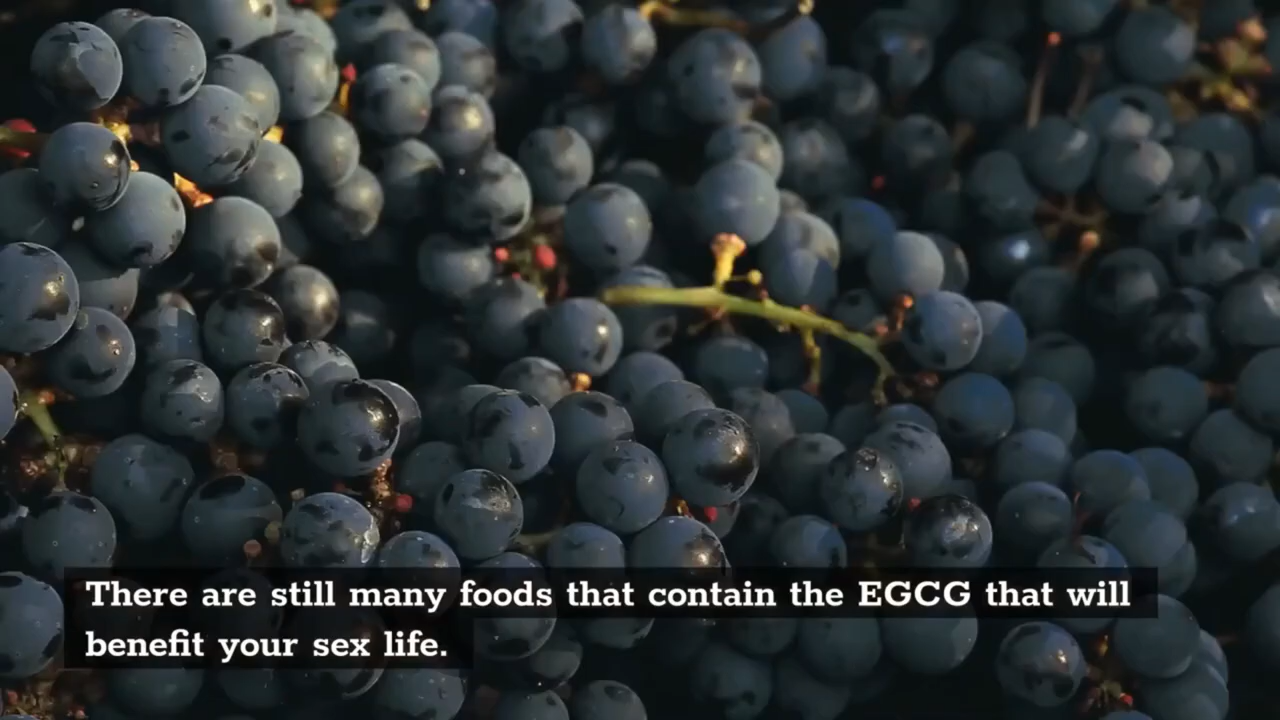 There are still many foods that contain the EGCG that will
benefit your sex life.